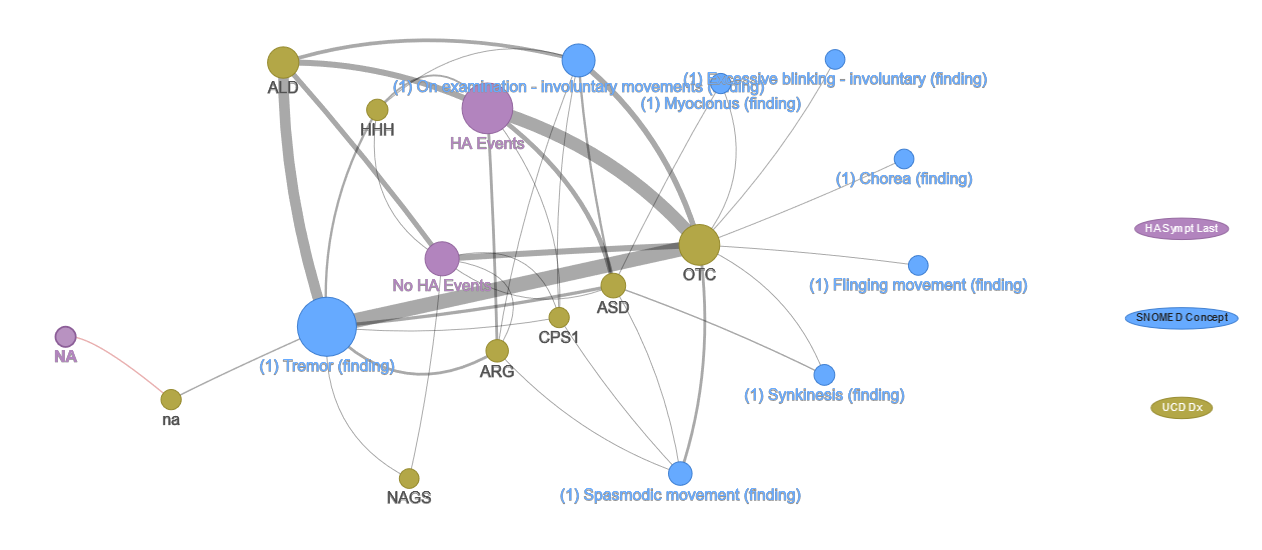 ALD
(1) On examination - involuntary movements (finding)
(1) Excessive blinking - involuntary (finding)
(1) Myoclonus (finding)
HHH
HA Events
(1) Chorea (finding)
HASympt Last
OTC
No HA Events
(1) Flinging movement (finding)
ASD
SNOMED Concept
CPS1
NA
(1) Tremor (finding)
ARG
(1) Synkinesis (finding)
UCD Dx
na
NAGS
(1) Spasmodic movement (finding)